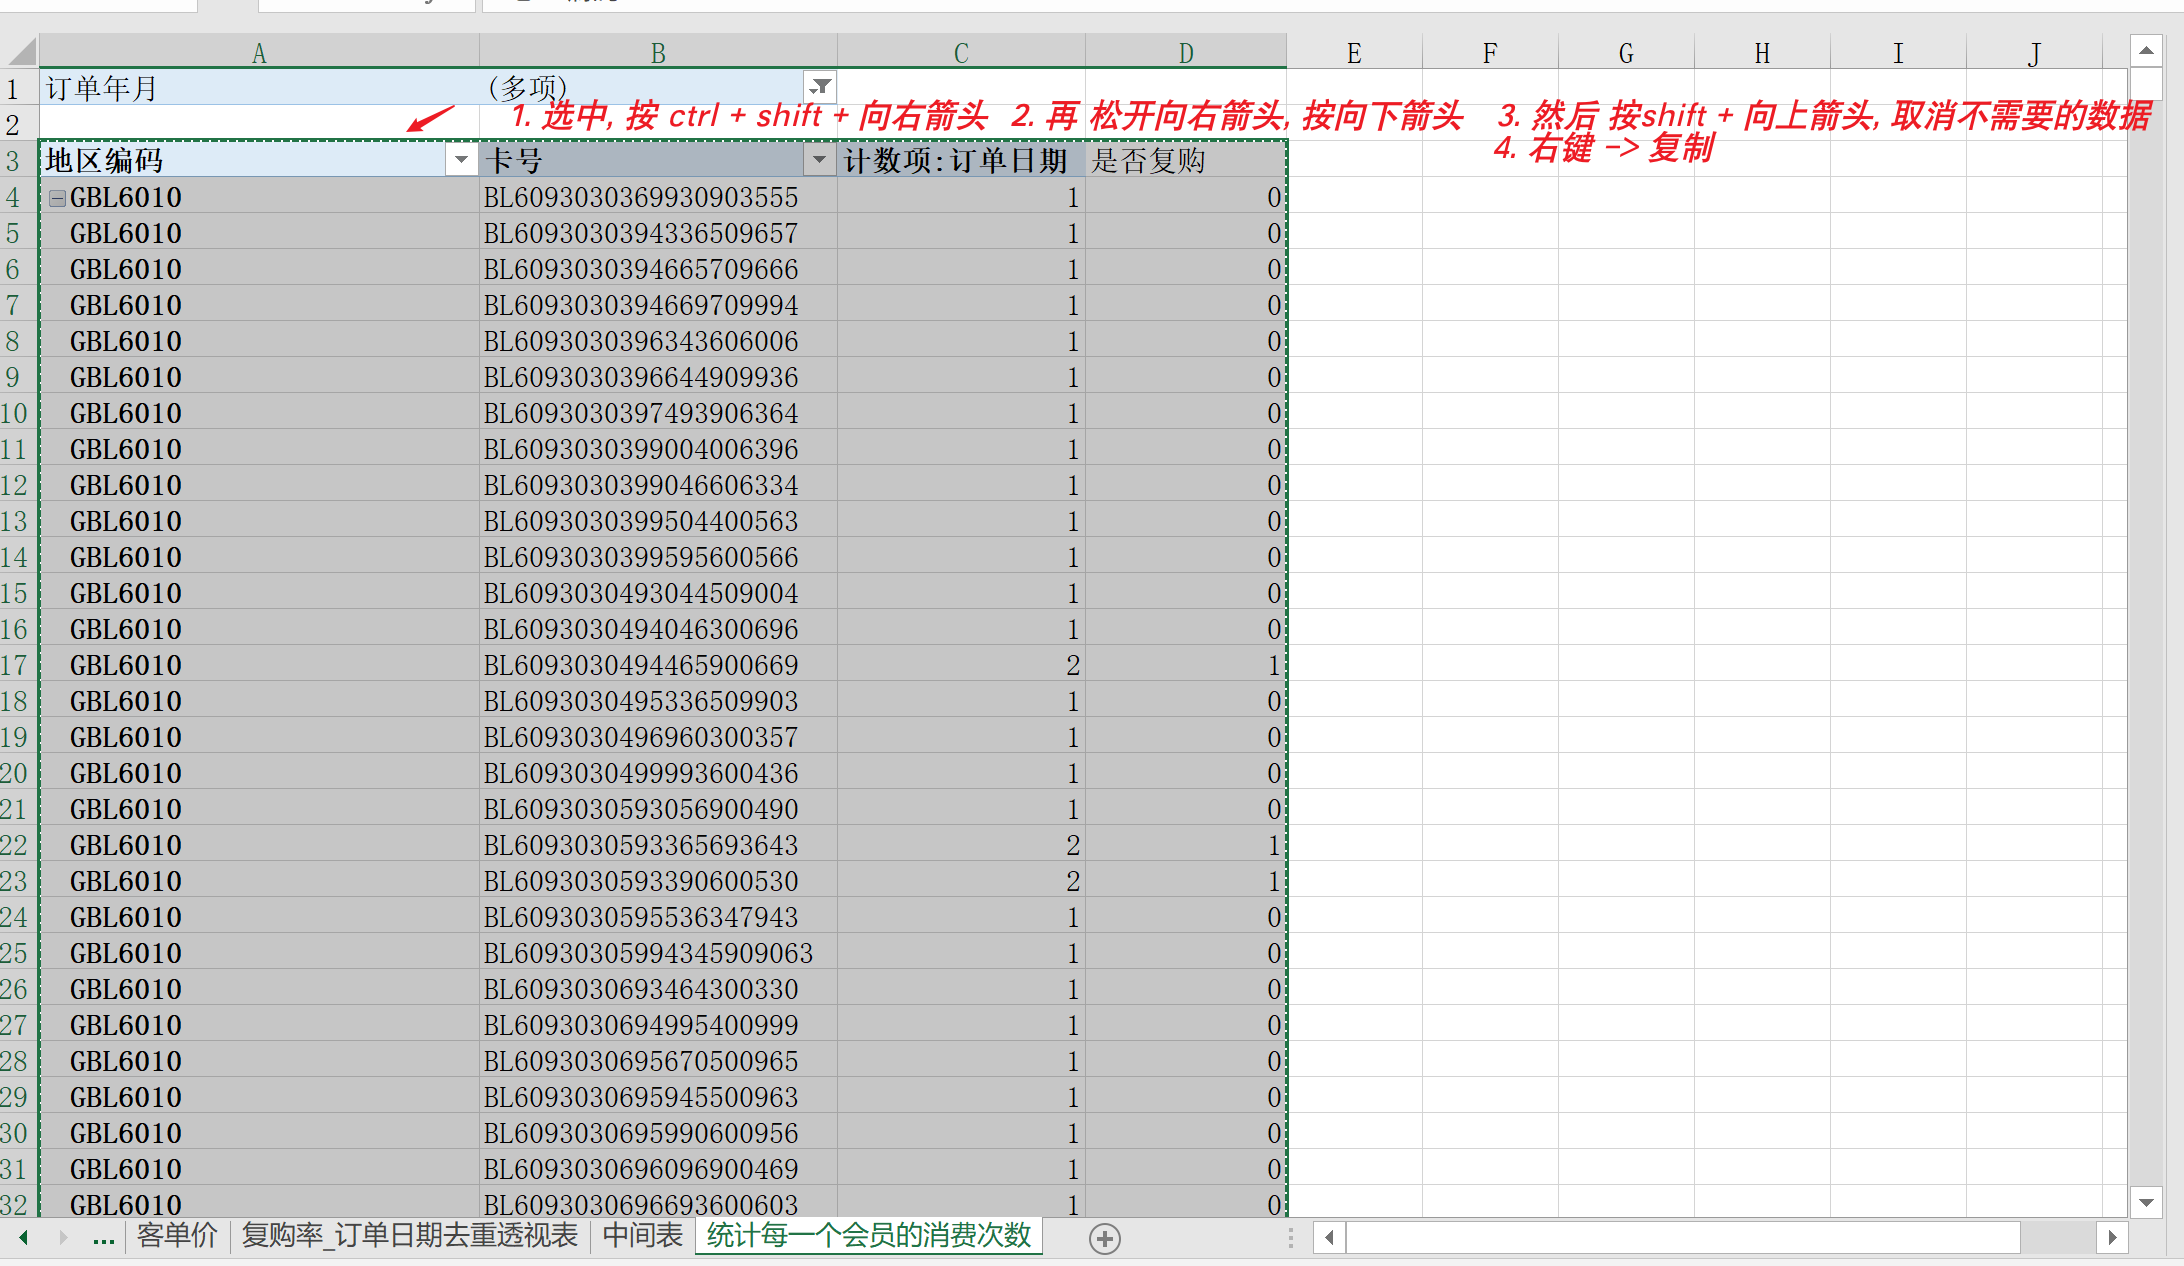 A B C D E F G H I J
1 订单年月 (多项)
2 1. 选中, 按 ctrl + shift + 向右箭头 2. 再 松开向右箭头, 按向下箭头 3. 然后 按shift + 向上箭头, 取消不需要的数据
4. 右键 -> 复制
3 地区编码 卡号 计数项:订单日期 是否复购
4 GBL6010 BL6093030369930903555 1 0
5 GBL6010 BL6093030394336509657 1 0
6 GBL6010 BL6093030394665709666 1 0
7 GBL6010 BL6093030394669709994 1 0
8 GBL6010 BL6093030396343606006 1 0
9 GBL6010 BL6093030396644909936 1 0
10 GBL6010 BL6093030397493906364 1 0
11 GBL6010 BL6093030399004006396 1 0
12 GBL6010 BL6093030399046606334 1 0
13 GBL6010 BL6093030399504400563 1 0
14 GBL6010 BL6093030399595600566 1 0
15 GBL6010 BL6093030493044509004 1 0
16 GBL6010 BL6093030494046300696 1 0
17 GBL6010 BL6093030494465900669 2 1
18 GBL6010 BL6093030495336509903 1 0
19 GBL6010 BL6093030496960300357 1 0
20 GBL6010 BL6093030499993600436 1 0
21 GBL6010 BL6093030593056900490 1 0
22 GBL6010 BL6093030593365693643 2 1
23 GBL6010 BL6093030593390600530 2 1
24 GBL6010 BL6093030595536347943 1 0
25 GBL6010 BL60930305994345909063 1 0
26 GBL6010 BL6093030693464300330 1 0
27 GBL6010 BL6093030694995400999 1 0
28 GBL6010 BL6093030695670500965 1 0
29 GBL6010 BL6093030695945500963 1 0
30 GBL6010 BL6093030695990600956 1 0
31 GBL6010 BL6093030696096900469 1 0
32 GBL6010 BL6093030696693600603 1 0
... 客单价 复购率_订单日期去重透视表 中间表 统计每一个会员的消费次数